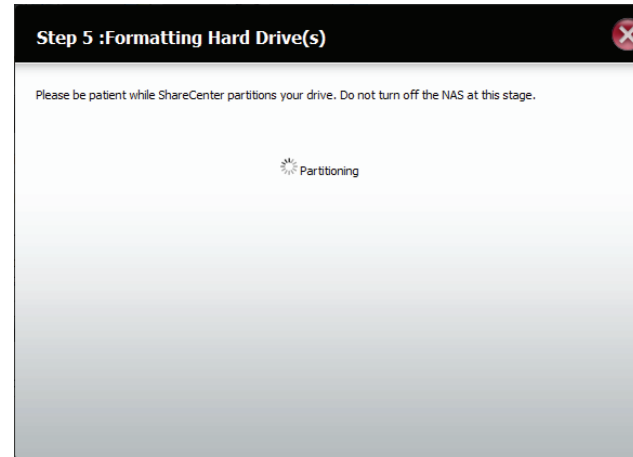 Step 5 :Formatting Hard Drive(s)
Please be patient while ShareCenter partitions your drive. Do not turn off the NAS at this stage.
Partitioning